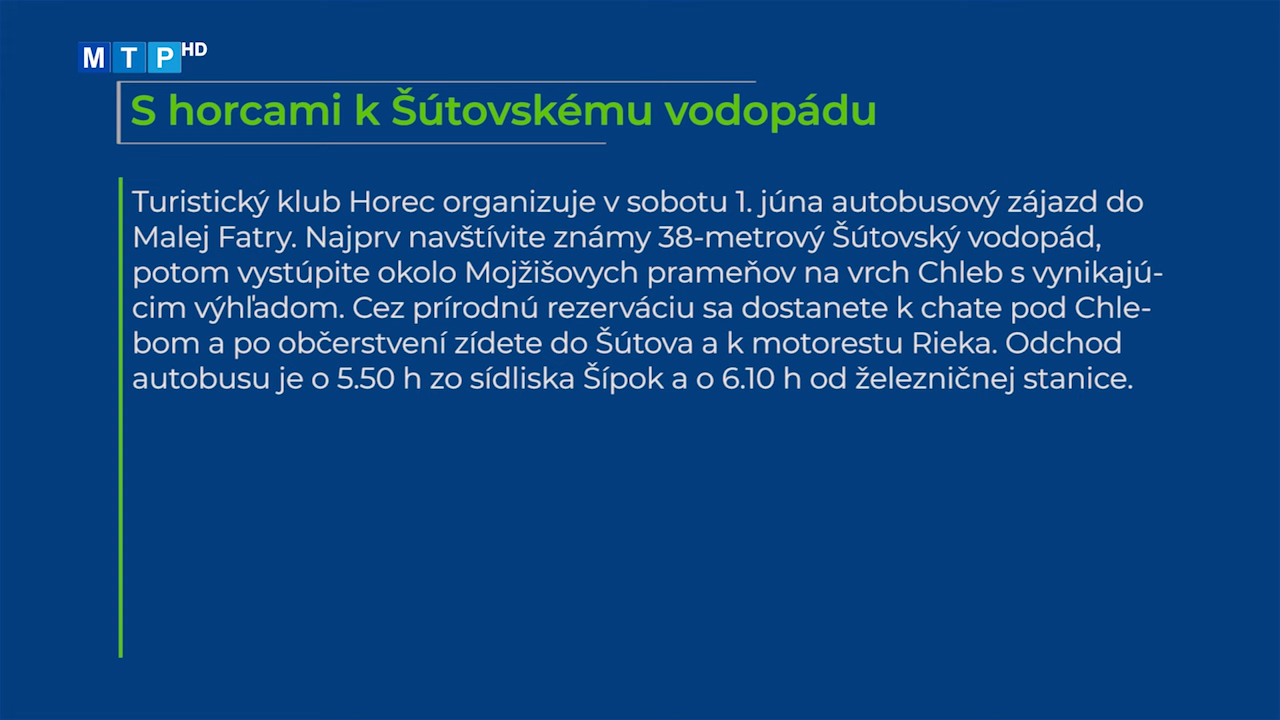 MTP HD
S horcami k Šútovskému vodopádu
Turistický klub Horec organizuje v sobotu 1. júna autobusový zájazd do
Malej Fatry. Najprv navštívite známy 38-metrový Šútovský vodopád,
potom vystúpite okolo Mojžišovych prameňov na vrch Chleb s vynikajú-
cim výhľadom. Cez prírodnú rezerváciu sa dostanete k chate pod Chle-
bom a po občerstvení zídete do Šútova a k motorestu Rieka. Odchod
autobusu je o 5.50 h zo sídliska Šípok a o 6.10 h od železničnej stanice.